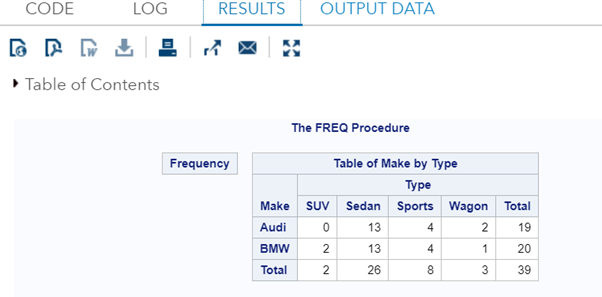 CODE LOG RESULTS OUTPUT DATA
Table of Contents
The FREQ Procedure
Frequency
Table of Make by Type
Type
Make SUV Sedan Sports Wagon Total
Audi 0 13 4 2 19
BMW 2 13 4 1 20
Total 2 26 8 3 39